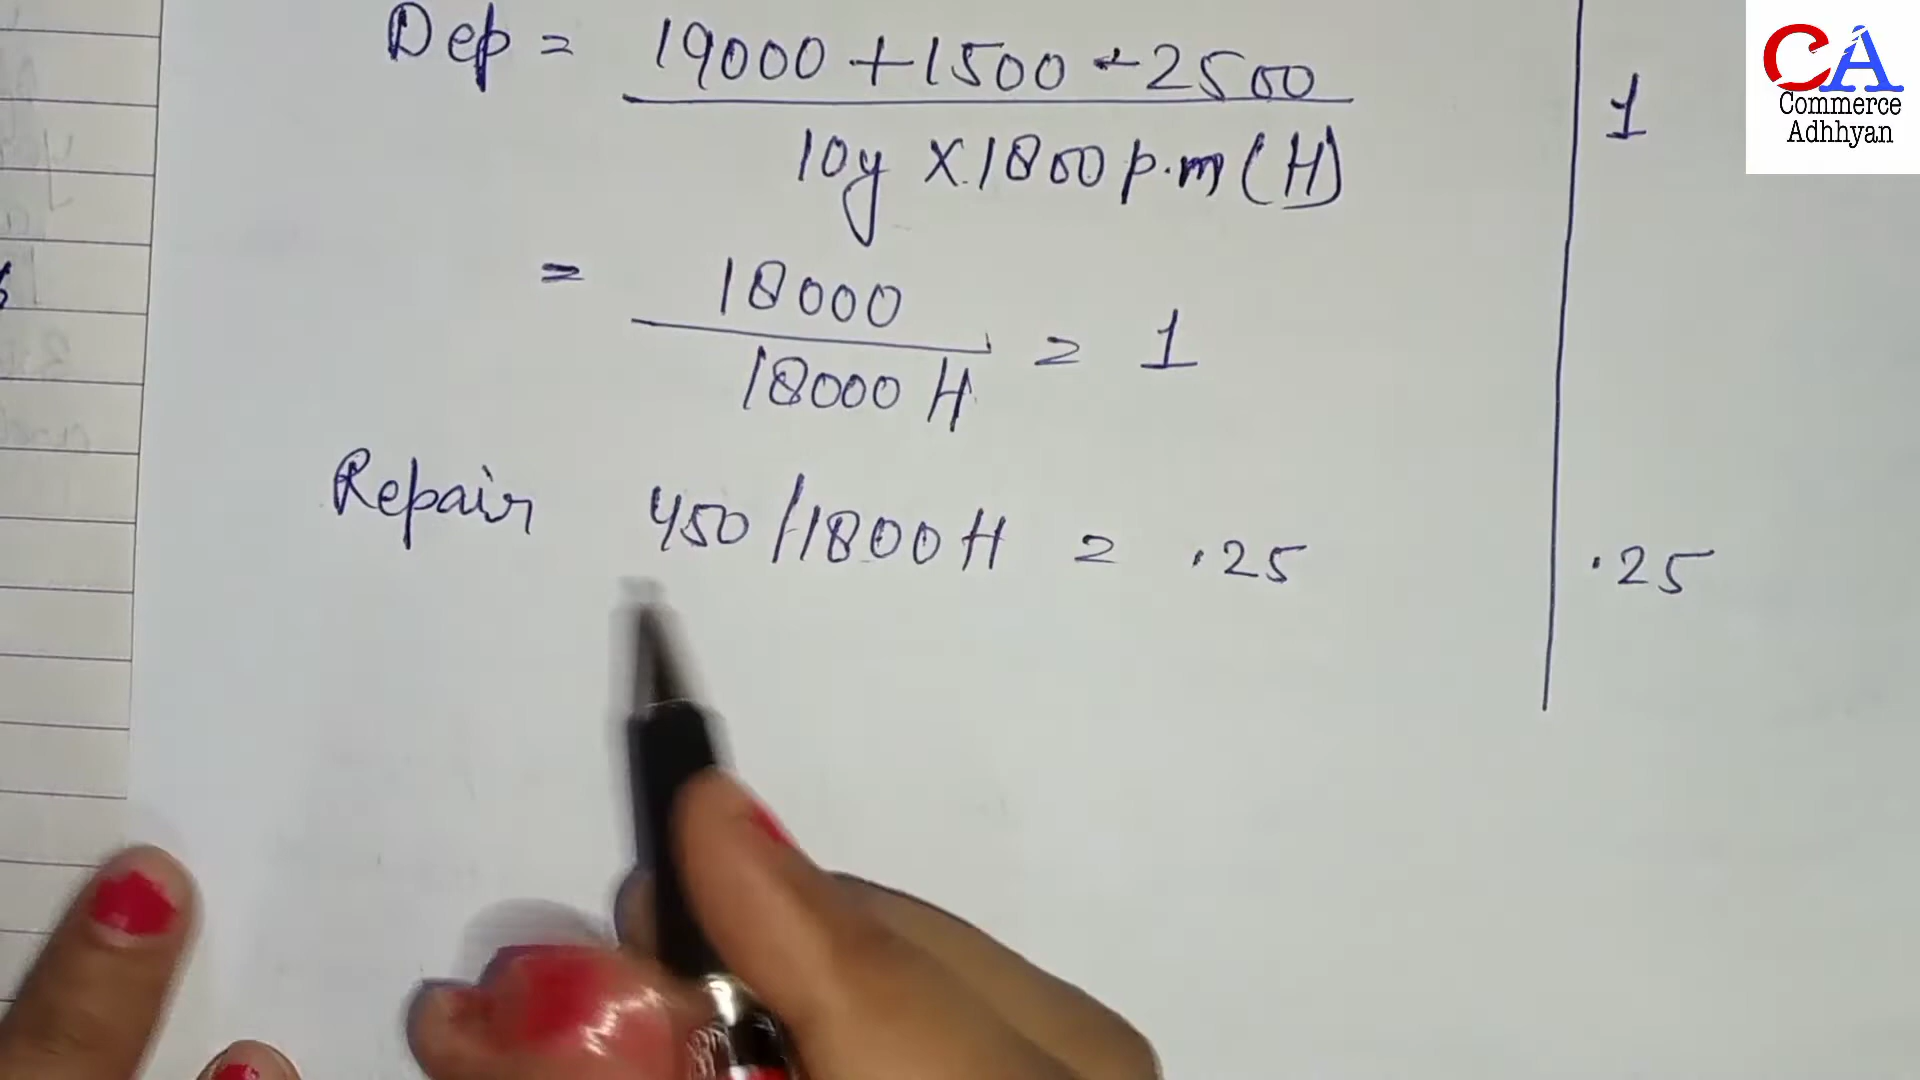 Dep = 19000 + 1500 - 2500
10y × 1800 p.m (H)
1
= 18000
18000 H = 1
Repair 450/1800 H = .25
.25
CA
Commerce
Adhhyan